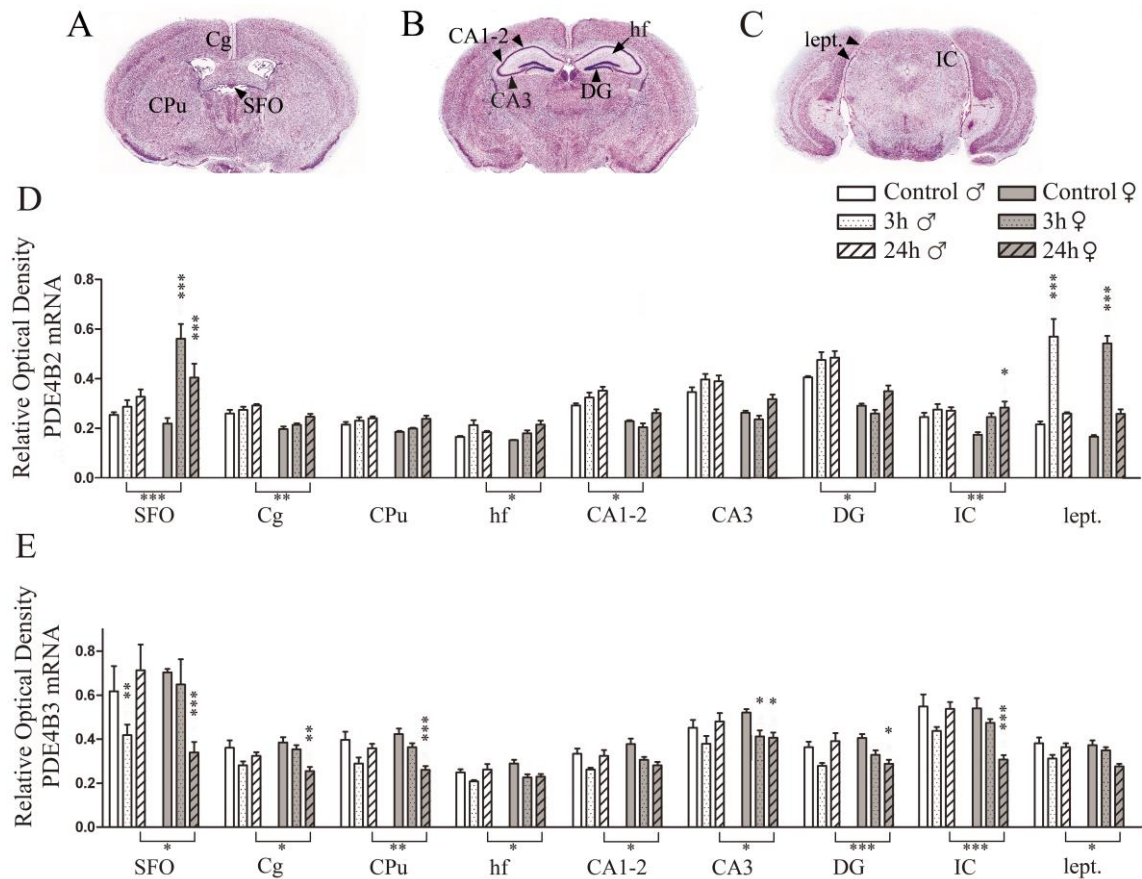 A
Cg
CPu
SFO
B
CA1-2
hf
CA3
DG
C
lept.
IC
Control ♂
Control ♀
3h ♂
3h ♀
24h ♂
24h ♀
D
Relative Optical Density
PDE4B2 mRNA
0.8
0.6
0.4
0.2
0.0
***
***
*
***
***
*** ** * * * **
SFO Cg CPu hf CA1-2 CA3 DG IC lept.
E
Relative Optical Density
PDE4B3 mRNA
0.8
0.6
0.4
0.2
0.0
**
***
**
***
*
*
*
***
* * ** * * * *** *** *
SFO Cg CPu hf CA1-2 CA3 DG IC lept.